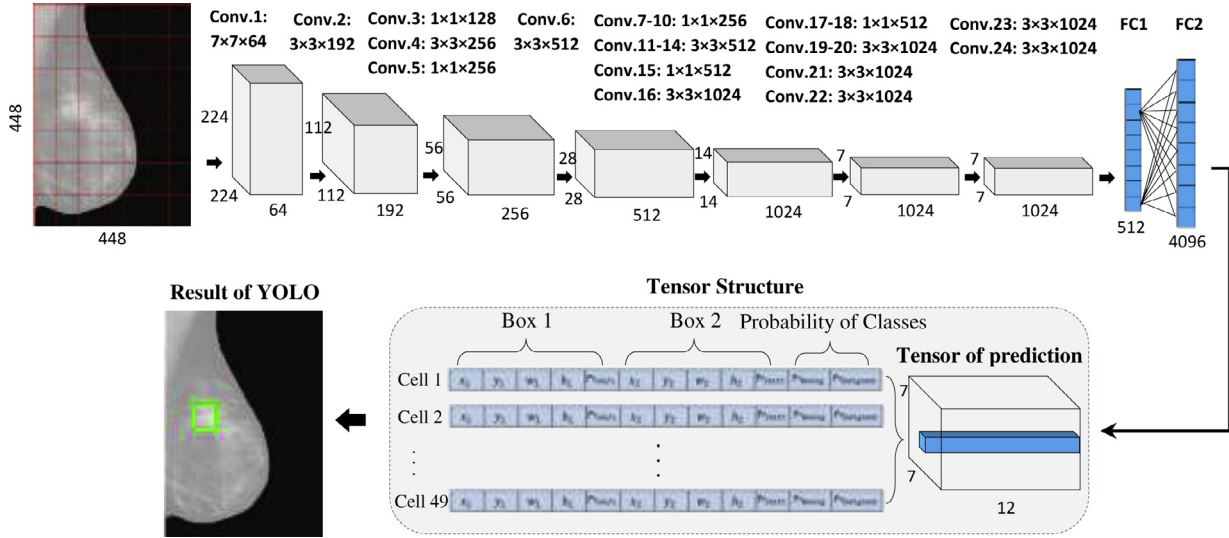 Conv.1:
7×7×64
Conv.2:
3×3×192
Conv.3: 1×1×128
Conv.4: 3×3×256
Conv.5: 1×1×256
Conv.6:
3×3×512
Conv.7-10: 1×1×256
Conv.11-14: 3×3×512
Conv.15: 1×1×512
Conv.16: 3×3×1024
Conv.17-18: 1×1×512
Conv.19-20: 3×3×1024
Conv.21: 3×3×1024
Conv.22: 3×3×1024
Conv.23: 3×3×1024
Conv.24: 3×3×1024
FC1
FC2
448
448
224
224
64
112
112
192
56
56
256
28
28
512
14
14
1024
7
7
1024
7
7
1024
512
4096
Result of YOLO
Tensor Structure
Box 1
Box 2
Probability of Classes
Tensor of prediction
Cell 1
Cell 2
Cell 49
7
7
12